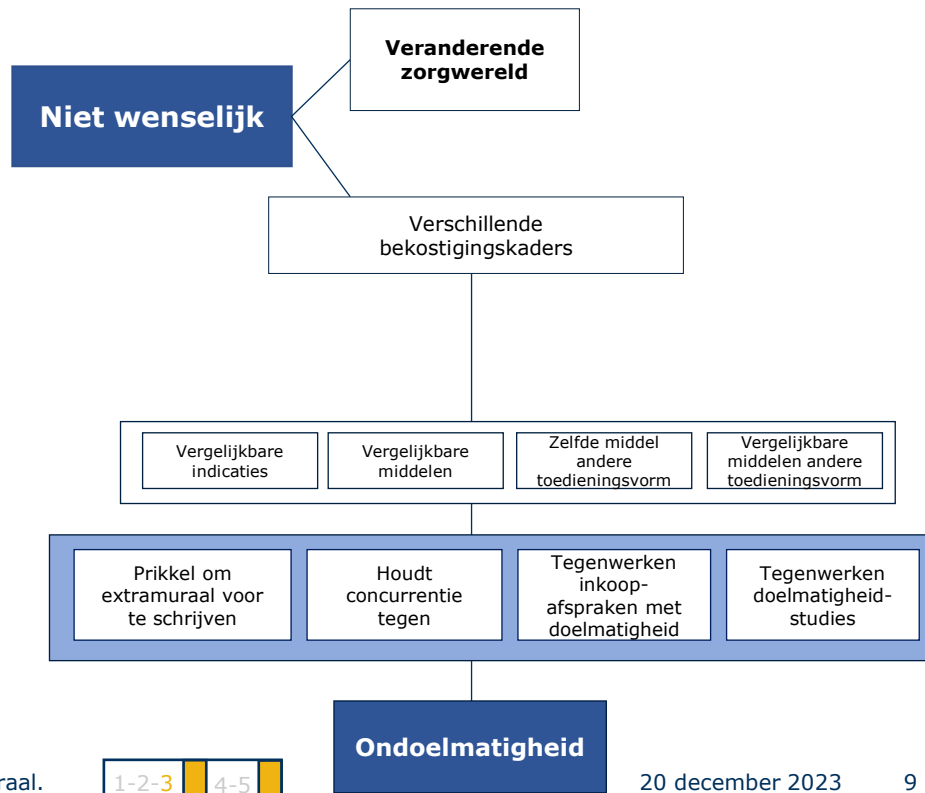 Veranderende
zorgwereld
Niet wenselijk
Verschillende
bekostigingskaders
Vergelijkbare
indicaties
Vergelijkbare
middelen
Zelfde middel
andere
toedieningsvorm
Vergelijkbare
middelen andere
toedieningsvorm
Prikkel om
extramuraal voor
te schrijven
Houdt
concurrentie
tegen
Tegenwerken
inkoop-
afspraken met
doelmatigheid
Tegenwerken
doelmatigheid-
studies
Ondoelmatigheid
raal.
1-2-3
4-5
20 december 2023
9